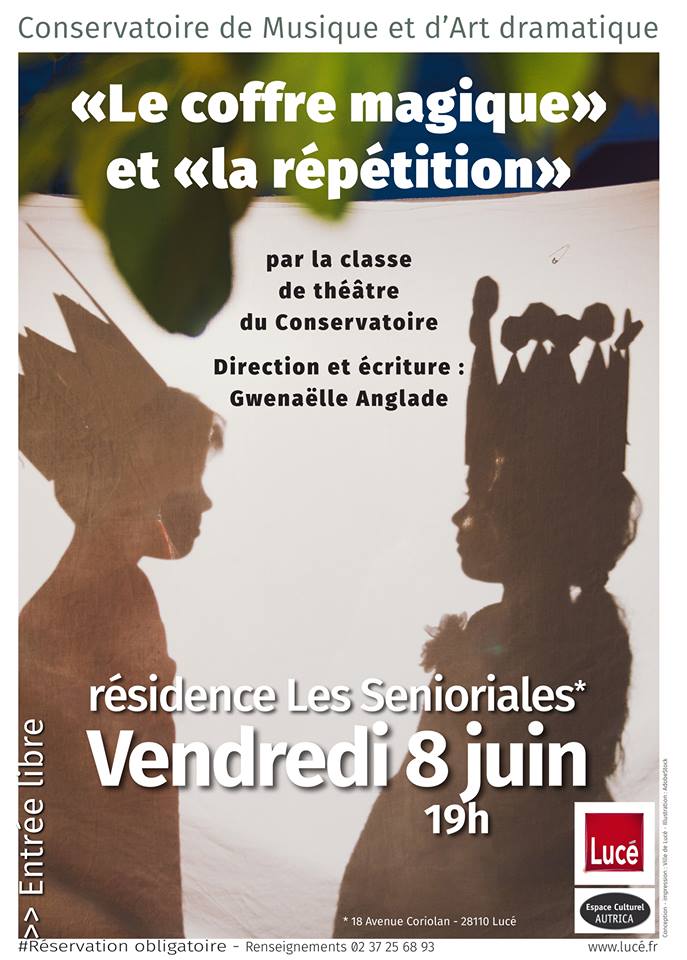 Conservatoire de Musique et d'Art dramatique
«Le coffre magique»
et «la répétition»
par la classe
de théâtre
du Conservatoire
Direction et écriture :
Gwenaëlle Anglade
résidence Les Senioriales*
Vendredi 8 juin
19h
>> Entrée libre
Lucé
Espace Culturel
AUTRICA
* 18 Avenue Coriolan - 28110 Lucé
Conception - impression : Ville de Lucé - Illustration : AdobeStock
#Réservation obligatoire - Renseignements 02 37 25 68 93
www.lucé.fr